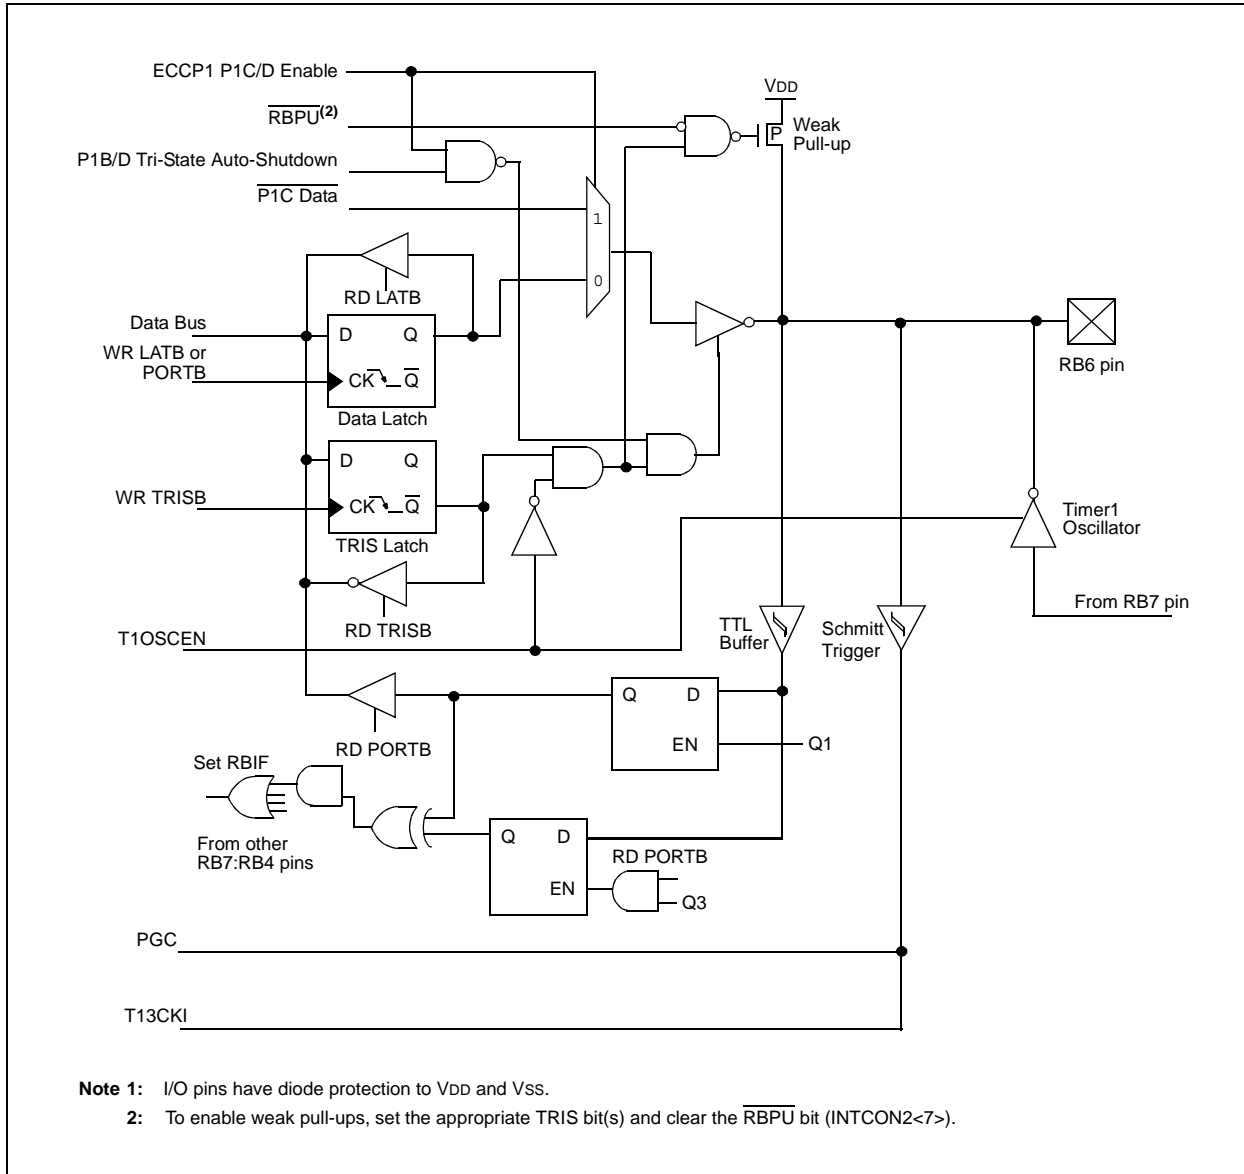 ECCP1 P1C/D Enable
VDD
RBPU(2)
P
Weak
Pull-up
P1B/D Tri-State Auto-Shutdown
P1C Data
1
0
RD LATB
Data Bus
D Q
WR LATB or
PORTB
CK Q
Data Latch
RB6 pin
D Q
WR TRISB
CK Q
TRIS Latch
Timer1
Oscillator
From RB7 pin
RD TRISB
T1OSCEN
TTL
Buffer
Schmitt
Trigger
Q D
EN
Q1
RD PORTB
Set RBIF
From other
RB7:RB4 pins
Q D
EN
RD PORTB
Q3
PGC
T13CKI
Note 1: I/O pins have diode protection to VDD and VSS.
2: To enable weak pull-ups, set the appropriate TRIS bit(s) and clear the RBPU bit (INTCON2<7>).